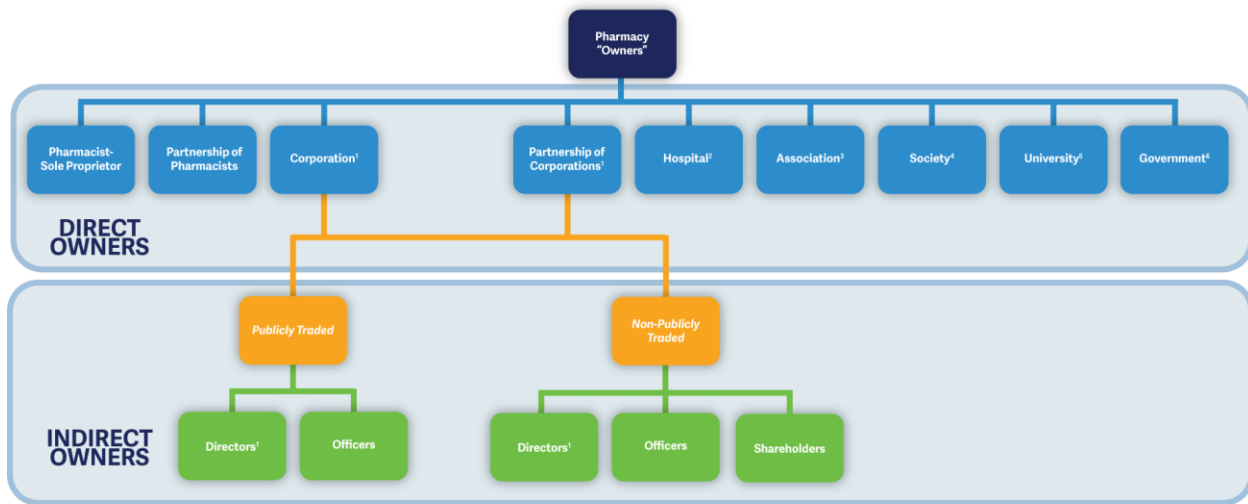 Pharmacy
“Owners”
Pharmacist-
Sole Proprietor
Partnership of
Pharmacists
Corporation¹
Partnership of
Corporations¹
Hospital²
Association³
Society⁴
University⁵
Government⁶
DIRECT
OWNERS
Publicly Traded
Non-Publicly
Traded
INDIRECT
OWNERS
Directors¹
Officers
Directors¹
Officers
Shareholders